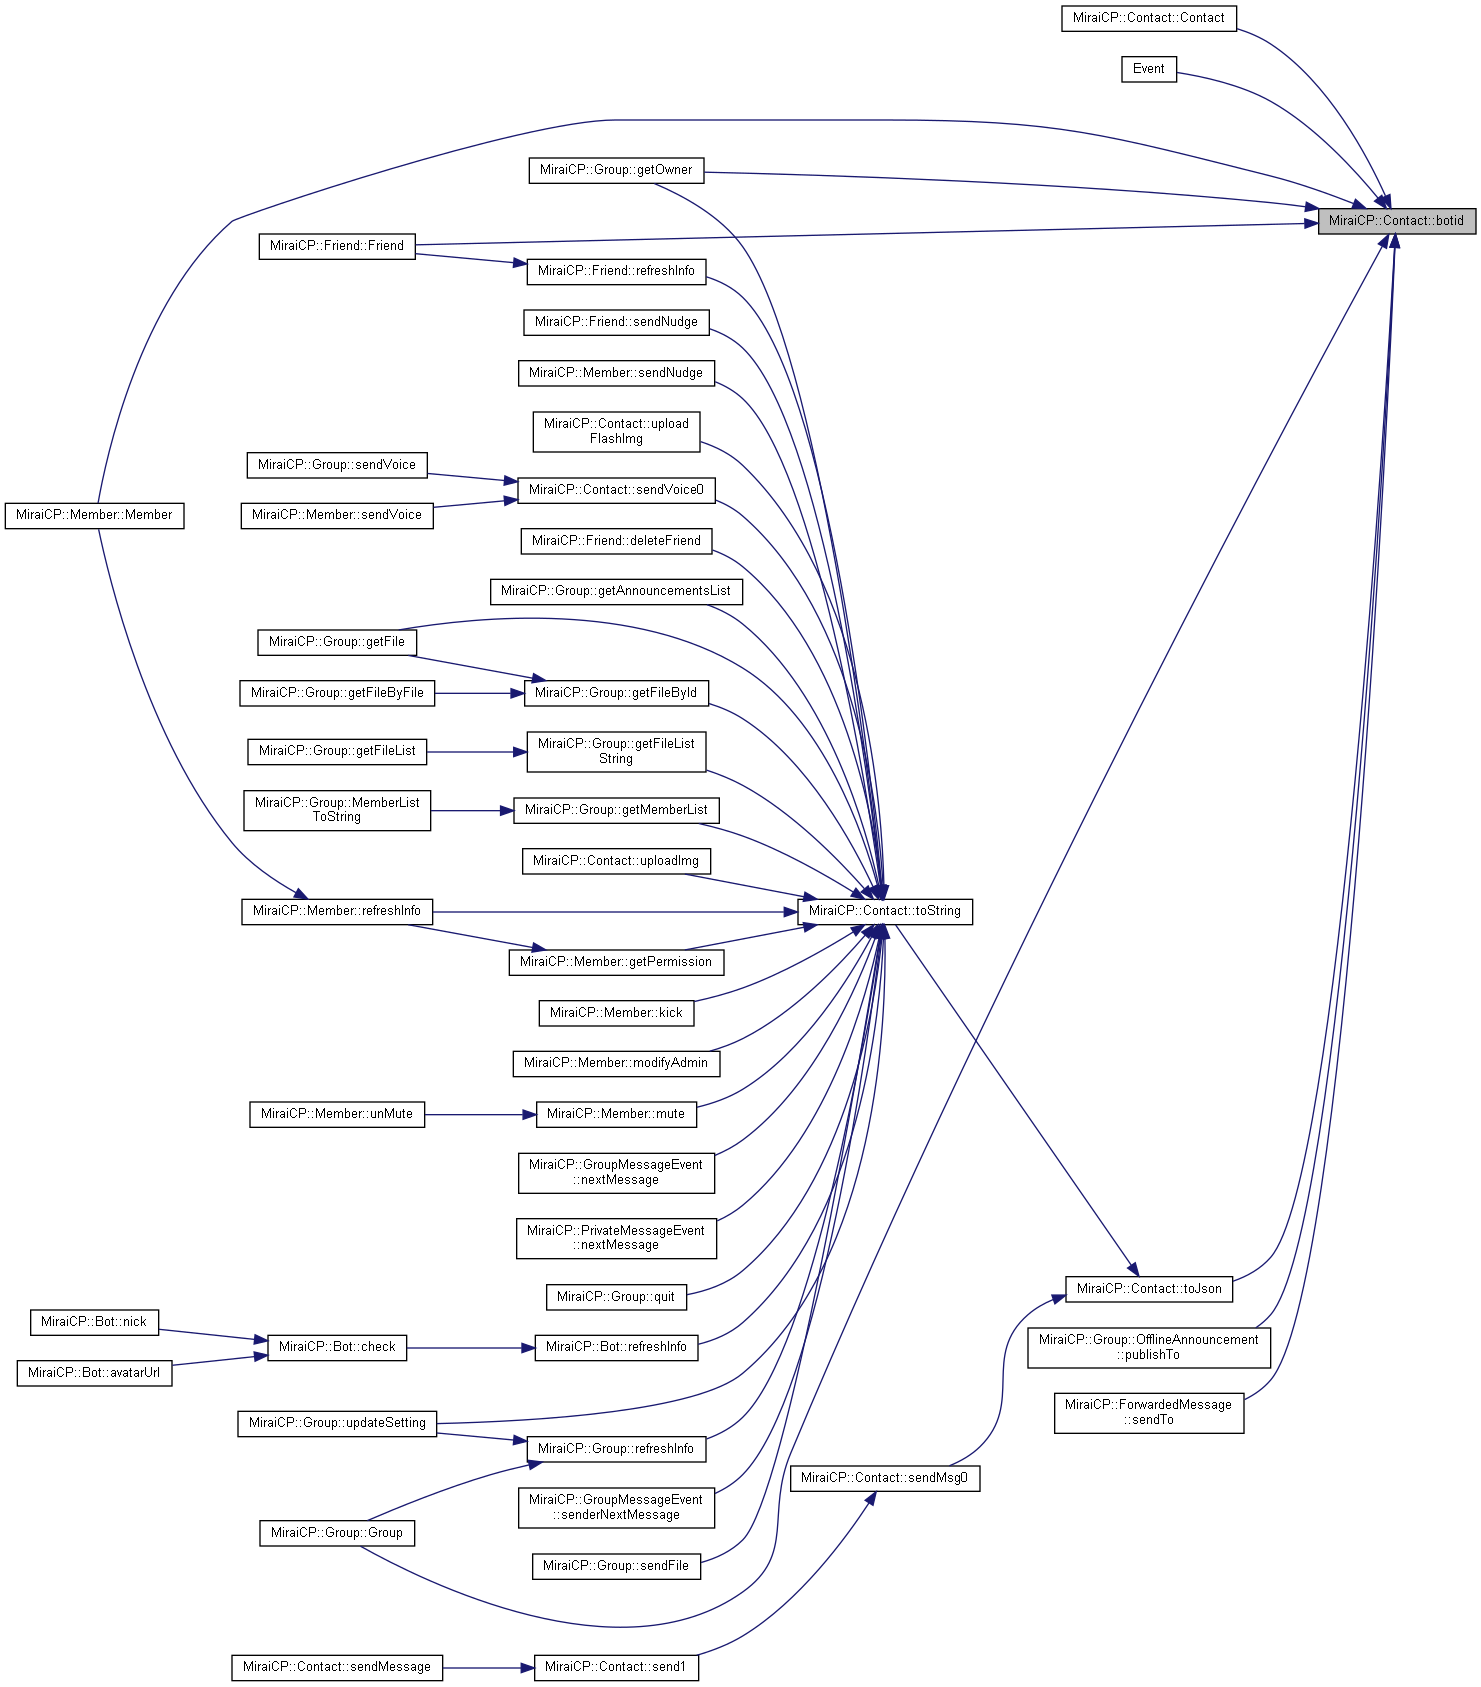 MiraiCP::Contact::Contact
Event
MiraiCP::Group::getOwner
MiraiCP::Contact::botid
MiraiCP::Friend::Friend
MiraiCP::Friend::refreshInfo
MiraiCP::Friend::sendNudge
MiraiCP::Member::sendNudge
MiraiCP::Contact::upload
FlashImg
MiraiCP::Group::sendVoice
MiraiCP::Contact::sendVoice0
MiraiCP::Member::Member
MiraiCP::Member::sendVoice
MiraiCP::Friend::deleteFriend
MiraiCP::Group::getAnnouncementsList
MiraiCP::Group::getFile
MiraiCP::Group::getFileByFile
MiraiCP::Group::getFileById
MiraiCP::Group::getFileList
MiraiCP::Group::getFileList
String
MiraiCP::Group::MemberList
ToString
MiraiCP::Group::getMemberList
MiraiCP::Contact::uploadImg
MiraiCP::Member::refreshInfo
MiraiCP::Contact::toString
MiraiCP::Member::getPermission
MiraiCP::Member::kick
MiraiCP::Member::modifyAdmin
MiraiCP::Member::unMute
MiraiCP::Member::mute
MiraiCP::GroupMessageEvent
::nextMessage
MiraiCP::PrivateMessageEvent
::nextMessage
MiraiCP::Group::quit
MiraiCP::Contact::toJson
MiraiCP::Bot::nick
MiraiCP::Bot::check
MiraiCP::Bot::refreshInfo
MiraiCP::Group::OfflineAnnouncement
::publishTo
MiraiCP::Bot::avatarUrl
MiraiCP::ForwardedMessage
::sendTo
MiraiCP::Group::updateSetting
MiraiCP::Group::refreshInfo
MiraiCP::Contact::sendMsg0
MiraiCP::GroupMessageEvent
::senderNextMessage
MiraiCP::Group::Group
MiraiCP::Group::sendFile
MiraiCP::Contact::sendMessage
MiraiCP::Contact::send1